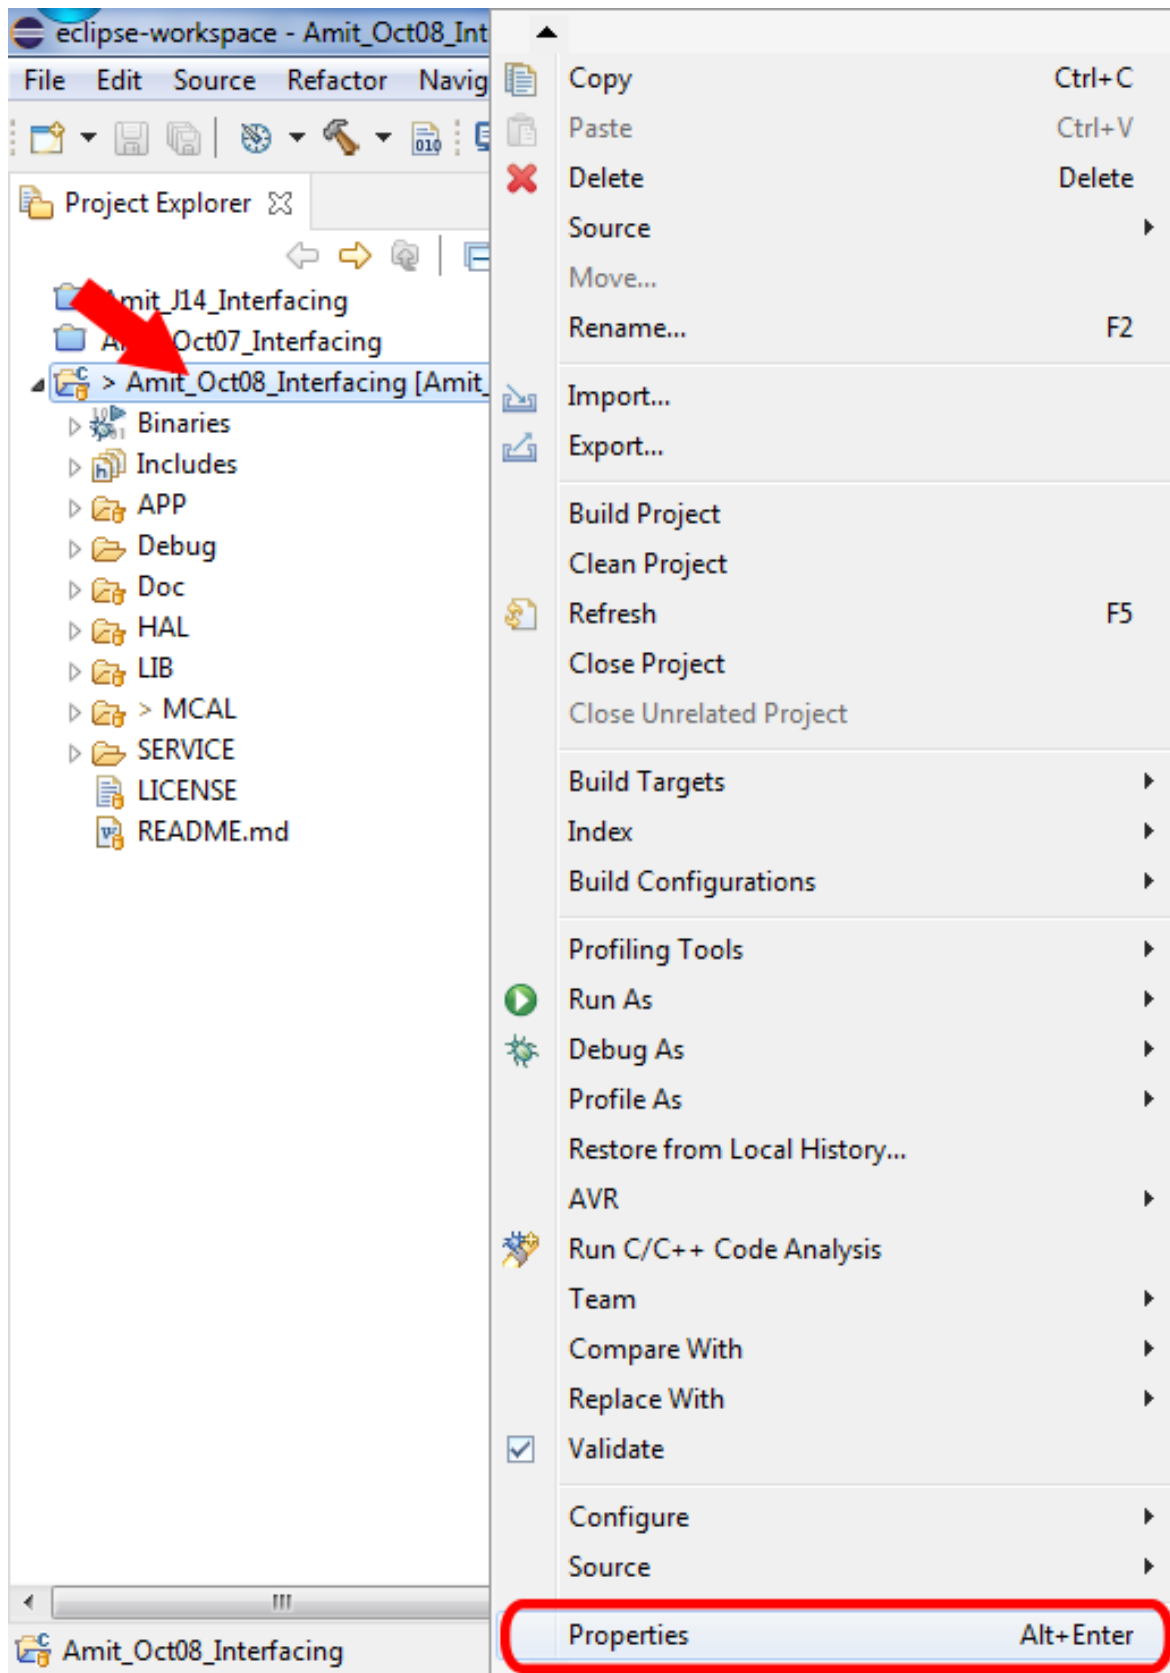 eclipse-workspace - Amit_Oct08_Int
File Edit Source Refactor Navig
010
Project Explorer
Amit_J14_Interfacing
Oct07_Interfacing
> Amit_Oct08_Interfacing [Amit_
Binaries
Includes
APP
Debug
Doc
HAL
LIB
> MCAL
SERVICE
LICENSE
README.md
Amit_Oct08_Interfacing
Copy Ctrl+C
Paste Ctrl+V
Delete Delete
Source
Move...
Rename... F2
Import...
Export...
Build Project
Clean Project
Refresh F5
Close Project
Close Unrelated Project
Build Targets
Index
Build Configurations
Profiling Tools
Run As
Debug As
Profile As
Restore from Local History...
AVR
Run C/C++ Code Analysis
Team
Compare With
Replace With
Validate
Configure
Source
Properties Alt+Enter